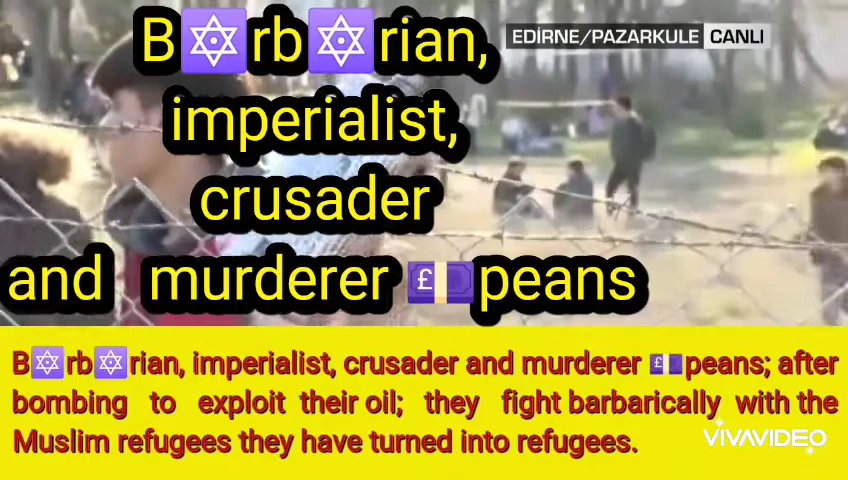 B🔯rb🔯rian,
EDİRNE/PAZARKULE CANLI
imperialist,
crusader
and murderer 💷peans
B🔯rb🔯rian, imperialist, crusader and murderer 💷peans; after
bombing to exploit their oil; they fight barbarically with the
Muslim refugees they have turned into refugees.
VIVAVIDEO